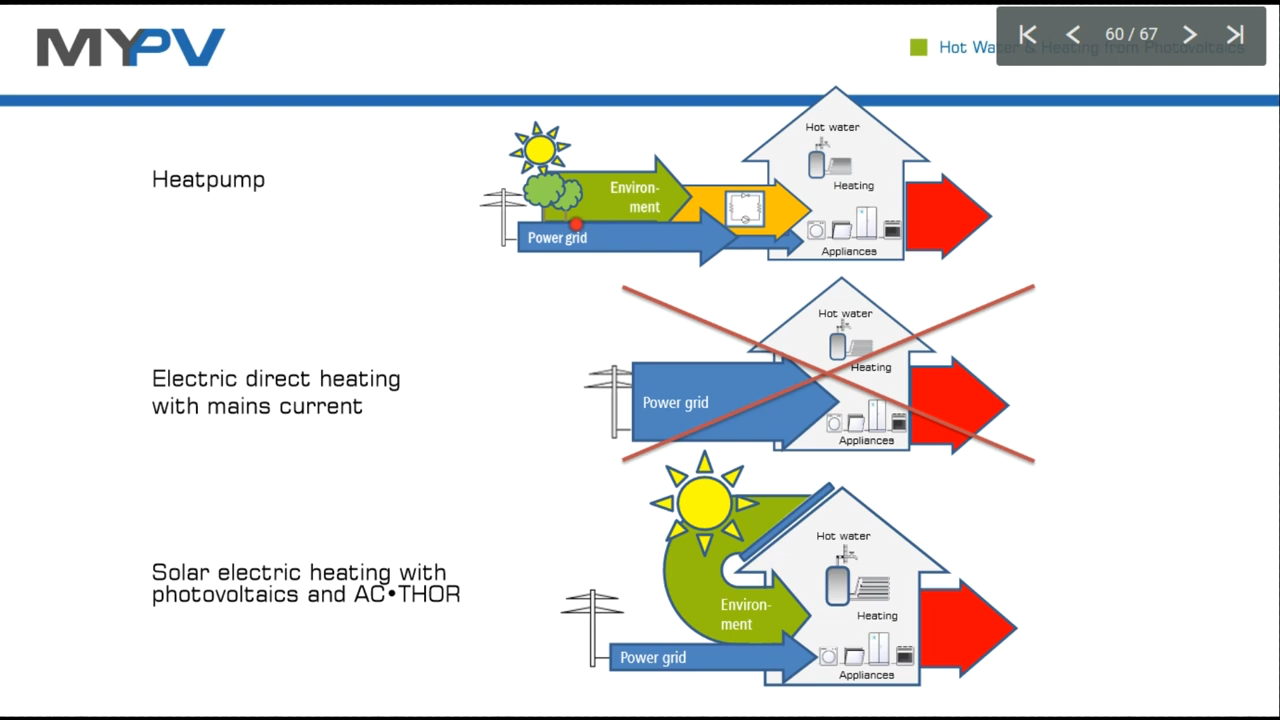 MYPV
60 / 67
Hot Water & Heating from Photovoltaics
Heatpump
Hot water
Heating
Environ-
ment
Power grid
Appliances
Electric direct heating
with mains current
Hot water
Heating
Power grid
Appliances
Solar electric heating with
photovoltaics and AC•THOR
Hot water
Heating
Environ-
ment
Power grid
Appliances